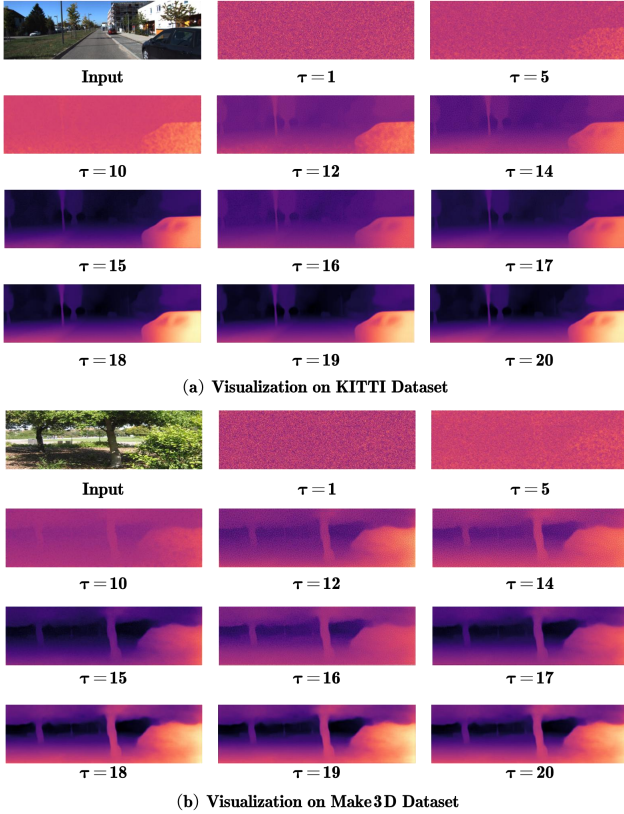 Input
τ = 1
τ = 5
τ = 10
τ = 12
τ = 14
τ = 15
τ = 16
τ = 17
τ = 18
τ = 19
τ = 20
(a) Visualization on KITTI Dataset
Input
τ = 1
τ = 5
τ = 10
τ = 12
τ = 14
τ = 15
τ = 16
τ = 17
τ = 18
τ = 19
τ = 20
(b) Visualization on Make3D Dataset